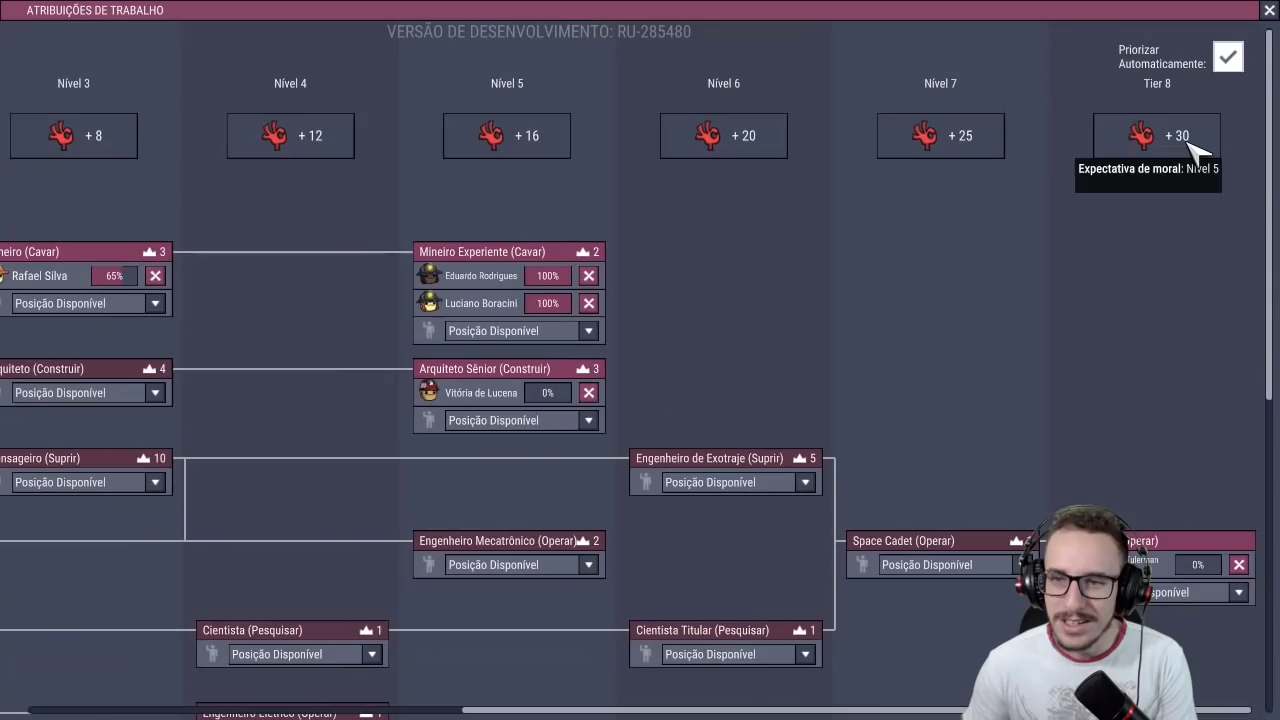 ATRIBUIÇÕES DE TRABALHO
VERSÃO DE DESENVOLVIMENTO: RU-285480
Priorizar
Automaticamente:
Nível 3
Nível 4
Nível 5
Nível 6
Nível 7
Tier 8
+ 8
+ 12
+ 16
+ 20
+ 25
+ 30
Expectativa de moral: Nível 5
neiro (Cavar) 3
Rafael Silva 65%
Posição Disponível
Mineiro Experiente (Cavar) 2
Eduardo Rodrigues 100%
Luciano Boracini 100%
Posição Disponível
quiteto (Construir) 4
Posição Disponível
Arquiteto Sênior (Construir) 3
Vitória de Lucena 0%
Posição Disponível
ensageiro (Suprir) 10
Posição Disponível
Engenheiro de Exotraje (Suprir) 5
Posição Disponível
Engenheiro Mecatrônico (Operar) 2
Posição Disponível
Space Cadet (Operar)
Posição Disponível
perar)
0%
sponível
Cientista (Pesquisar) 1
Posição Disponível
Cientista Titular (Pesquisar) 1
Posição Disponível
Engenheiro Elétrico (Operar) 1